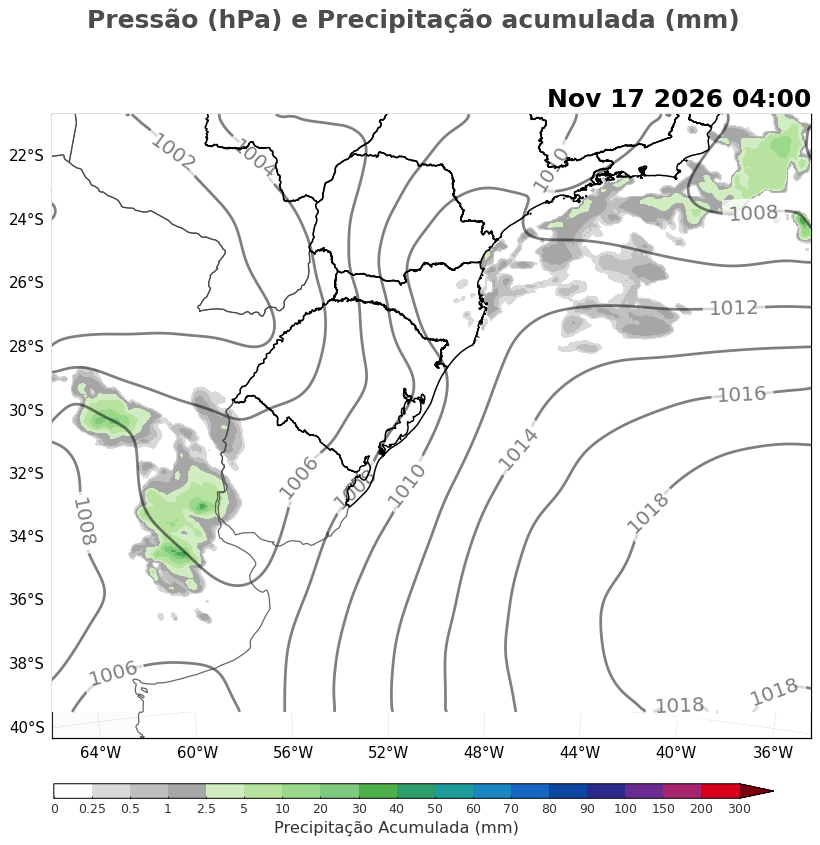 Pressão (hPa) e Precipitação acumulada (mm)
Nov 17 2026 04:00
22°S
24°S
26°S
28°S
30°S
32°S
34°S
36°S
38°S
40°S
1002
1004
1010
1008
1012
1016
1014
1006
1008
1010
1018
1008
1006
1018
1018
64°W 60°W 56°W 52°W 48°W 44°W 40°W 36°W
0 0.25 0.5 1 2.5 5 10 20 30 40 50 60 70 80 90 100 150 200 300
Precipitação Acumulada (mm)